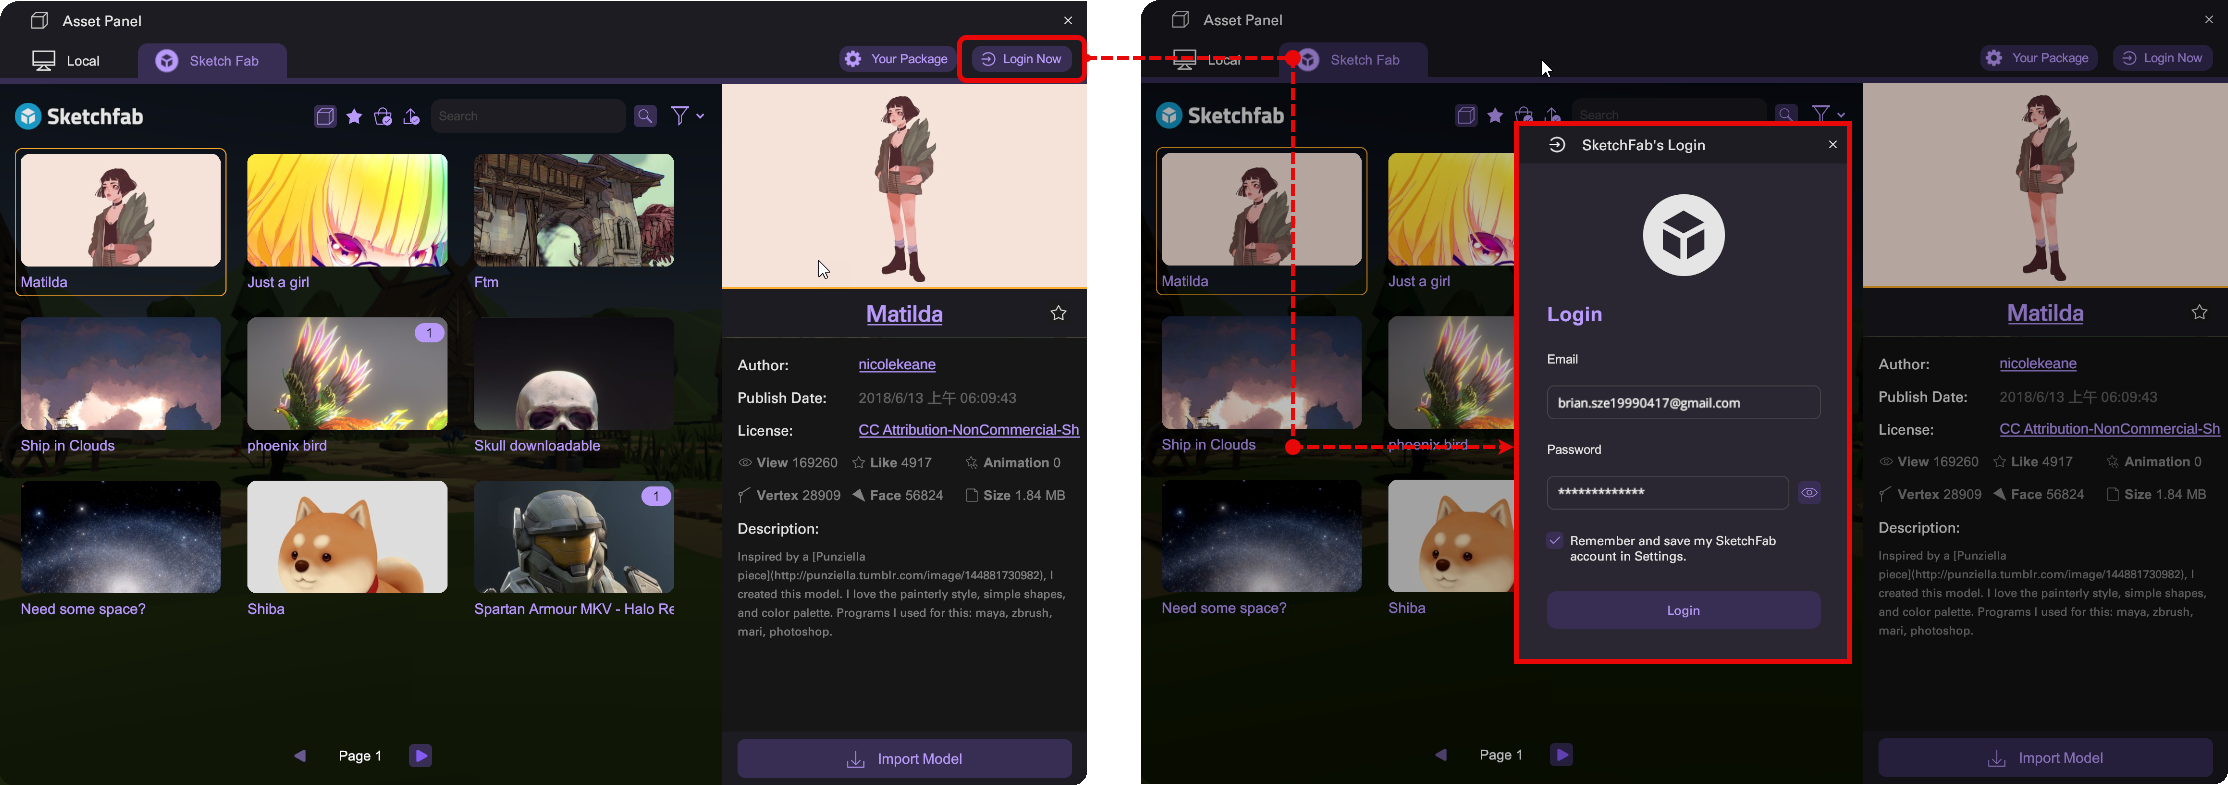 Asset Panel
Local
Sketch Fab
Your Package
Login Now
Sketchfab
Search
Matilda
Just a girl
Ftm
Ship in Clouds
1
phoenix bird
Skull downloadable
Need some space?
Shiba
1
Spartan Armour MKV - Halo Re
Page 1
Matilda
Author:
nicolekeane
Publish Date:
2018/6/13 上午 06:09:43
License:
CC Attribution-NonCommercial-Sh
View 169260
Like 4917
Animation 0
Vertex 28909
Face 56824
Size 1.84 MB
Description:
Inspired by a [Punziella
piece](http://punziella.tumblr.com/image/144881730982), I
created this model. I love the painterly style, simple shapes,
and color palette. Programs I used for this: maya, zbrush,
mari, photoshop.
Import Model
Asset Panel
Local
Sketch Fab
Your Package
Login Now
Sketchfab
Search
Matilda
Just a girl
Ship in Clouds
phoenix bird
Need some space?
Shiba
Page 1
SketchFab's Login
Login
Email
brian.sze19990417@gmail.com
Password
*************
Remember and save my SketchFab
account in Settings.
Login
Matilda
Author:
nicolekeane
Publish Date:
2018/6/13 上午 06:09:43
License:
CC Attribution-NonCommercial-Sh
View 169260
Like 4917
Animation 0
Vertex 28909
Face 56824
Size 1.84 MB
Description:
Inspired by a [Punziella
piece](http://punziella.tumblr.com/image/144881730982), I
created this model. I love the painterly style, simple shapes,
and color palette. Programs I used for this: maya, zbrush,
mari, photoshop.
Import Model